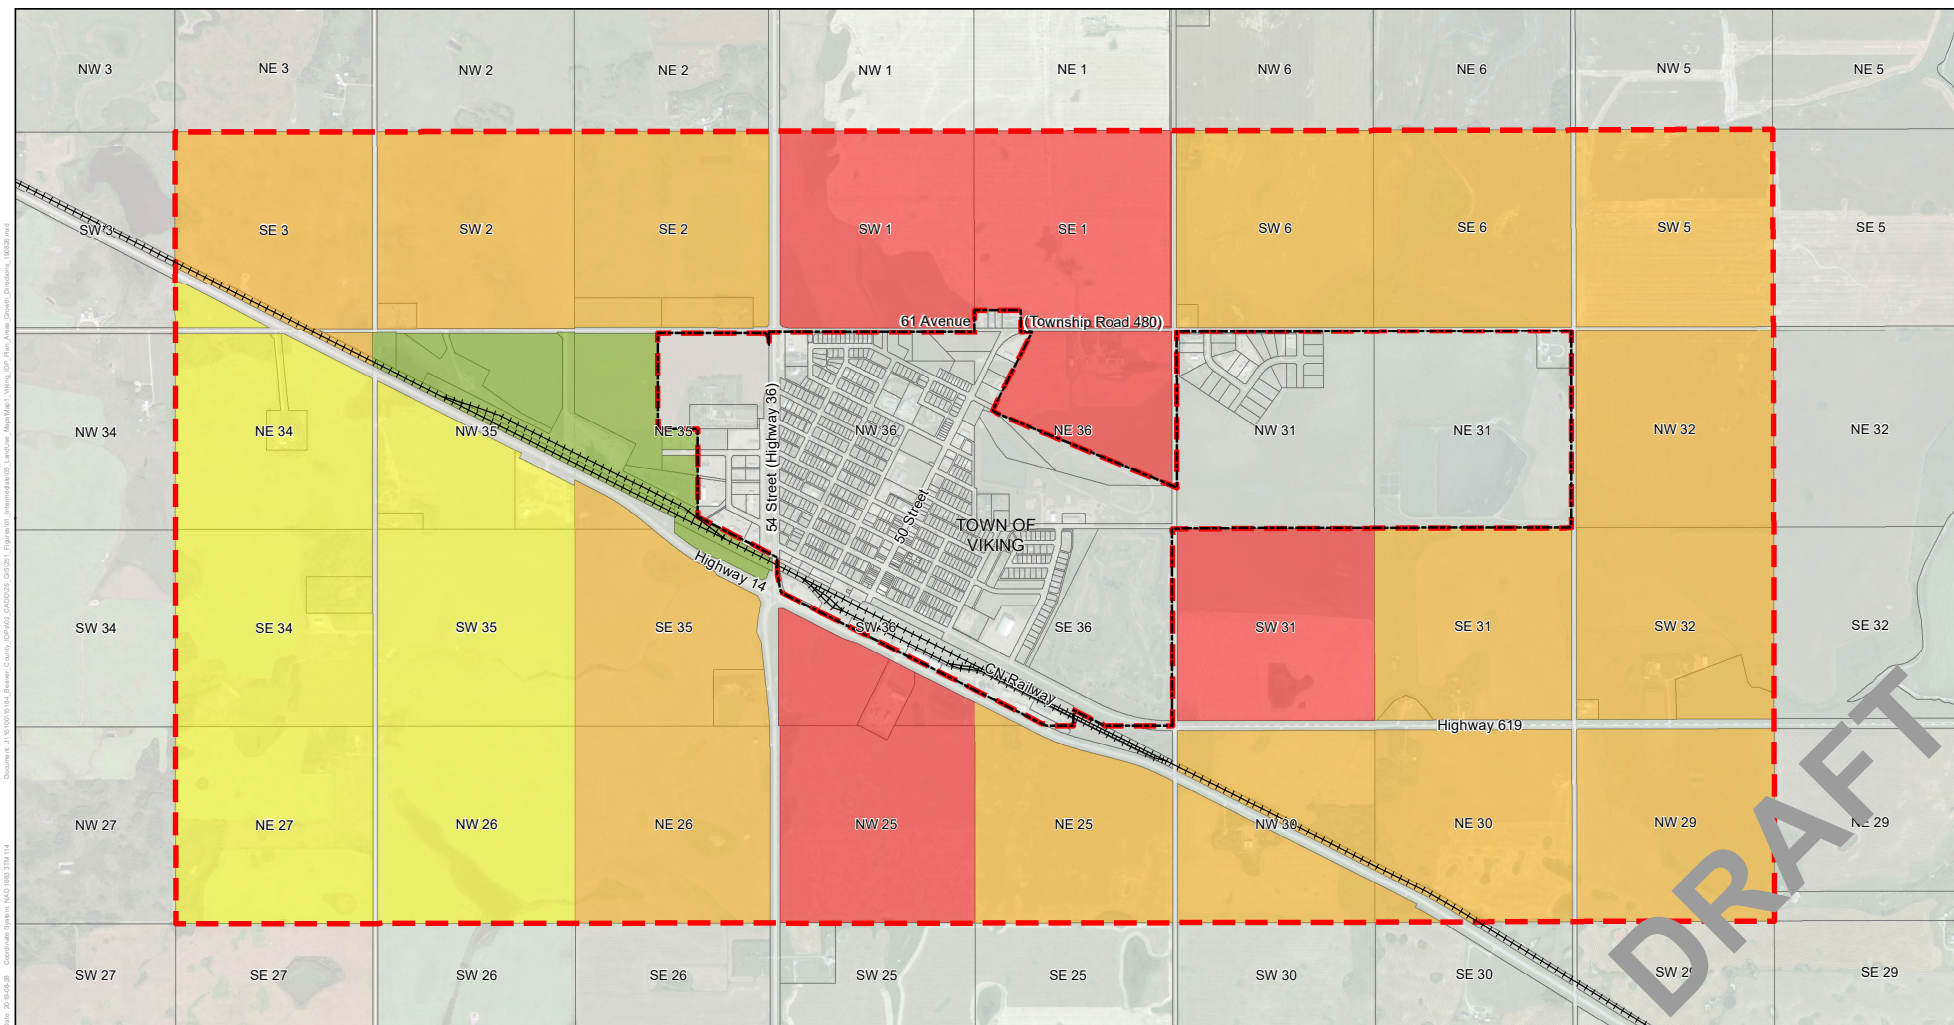 NW 3
NE 3
NW 2
NE 2
NW 1
NE 1
NW 6
NE 6
NW 5
NE 5
SW 3
SE 3
SW 2
SE 2
SW 1
SE 1
SW 6
SE 6
SW 5
SE 5
61 Avenue
(Township Road 480)
NW 34
NE 34
NW 35
NE 35
54 Street (Highway 36)
NW 36
NE 36
NW 31
NE 31
NW 32
NE 32
50 Street
TOWN OF
VIKING
Highway 14
SW 34
SE 34
SW 35
SE 35
SW 36
SE 36
SW 31
SE 31
SW 32
SE 32
CN Railway
Highway 619
NW 27
NE 27
NW 26
NE 26
NW 25
NE 25
NW 30
NE 30
NW 29
NE 29
DRAFT
SW 27
SE 27
SW 26
SE 26
SW 25
SE 25
SW 30
SE 30
SW 29
SE 29